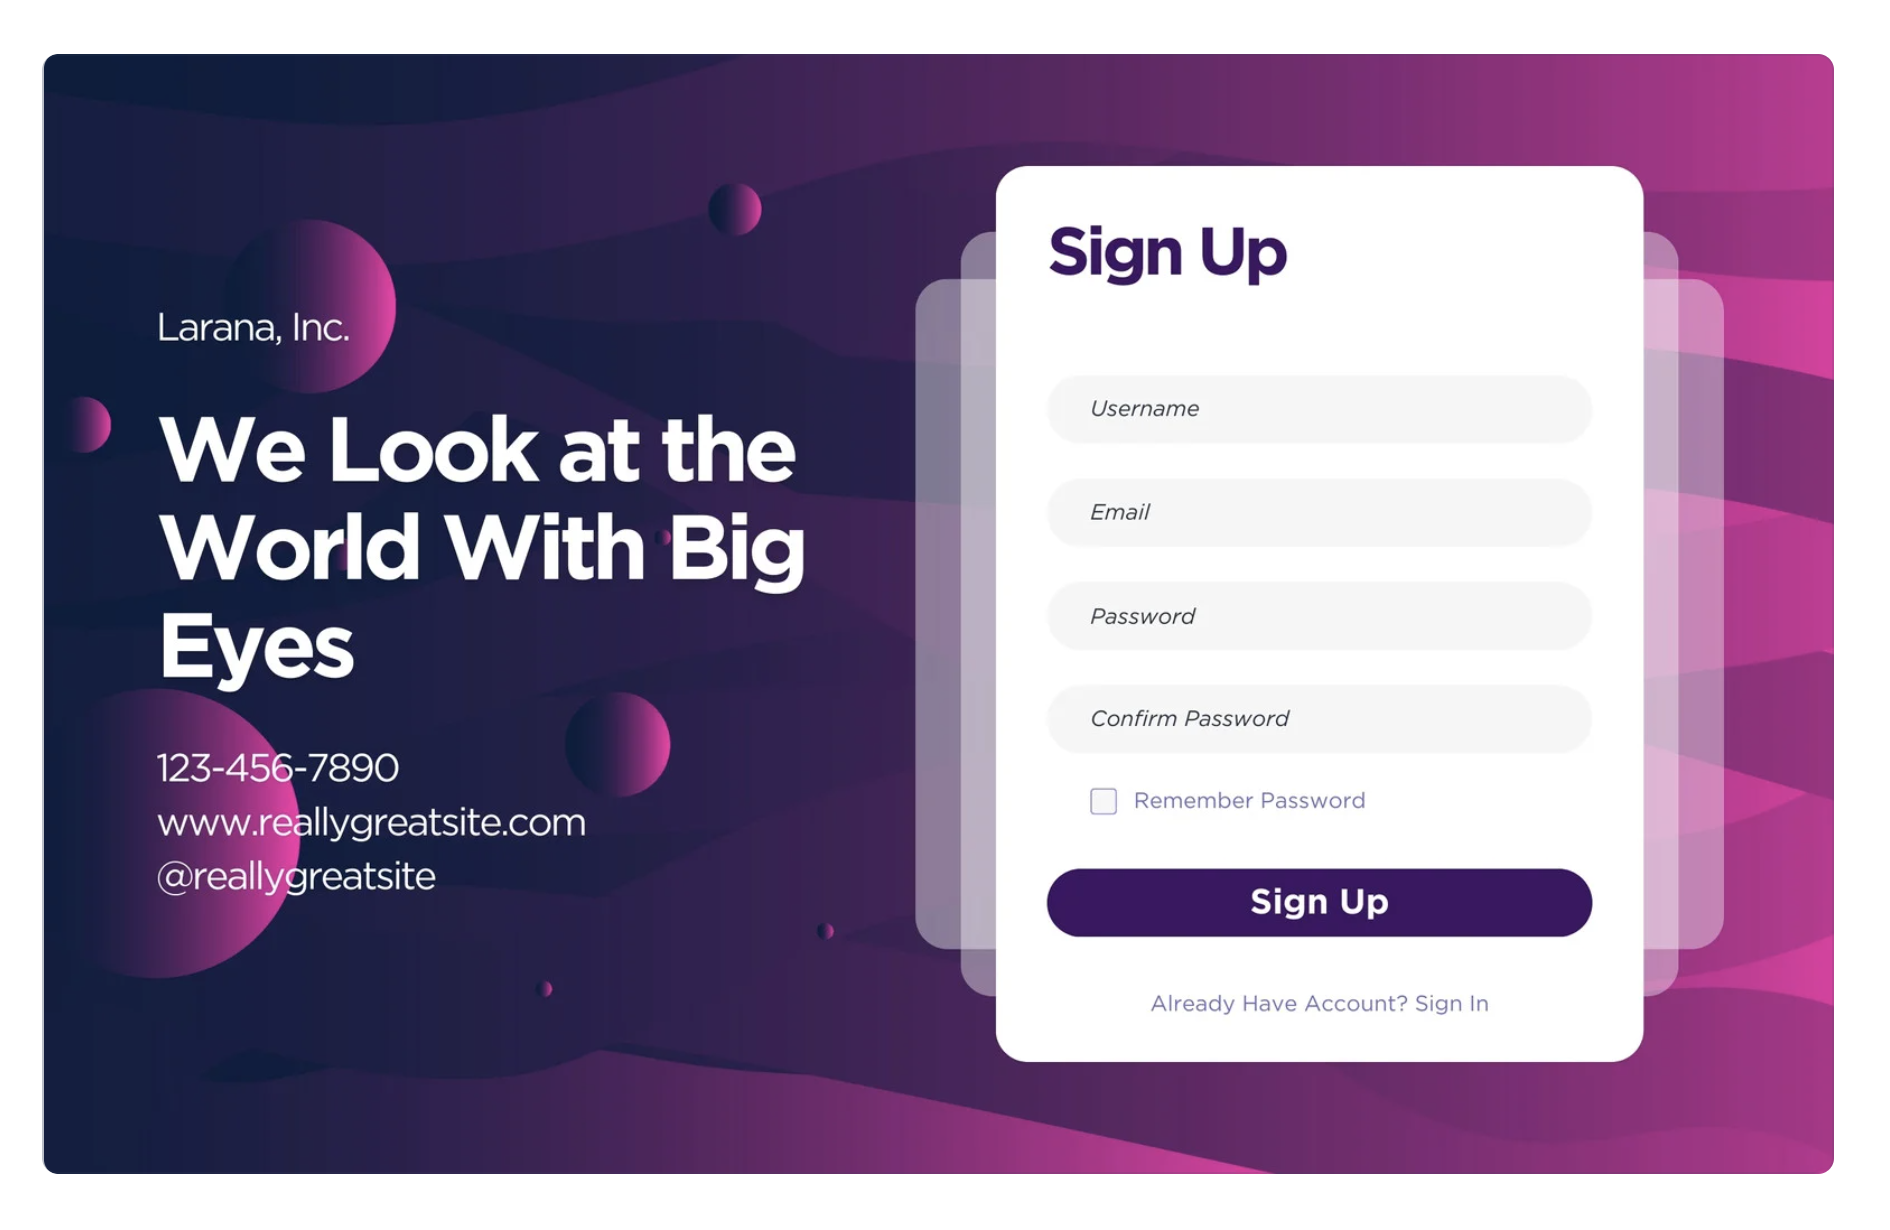 Larana, Inc.
We Look at the
World With Big
Eyes
123-456-7890
www.reallygreatsite.com
@reallygreatsite
Sign Up
Username
Email
Password
Confirm Password
Remember Password
Sign Up
Already Have Account? Sign In